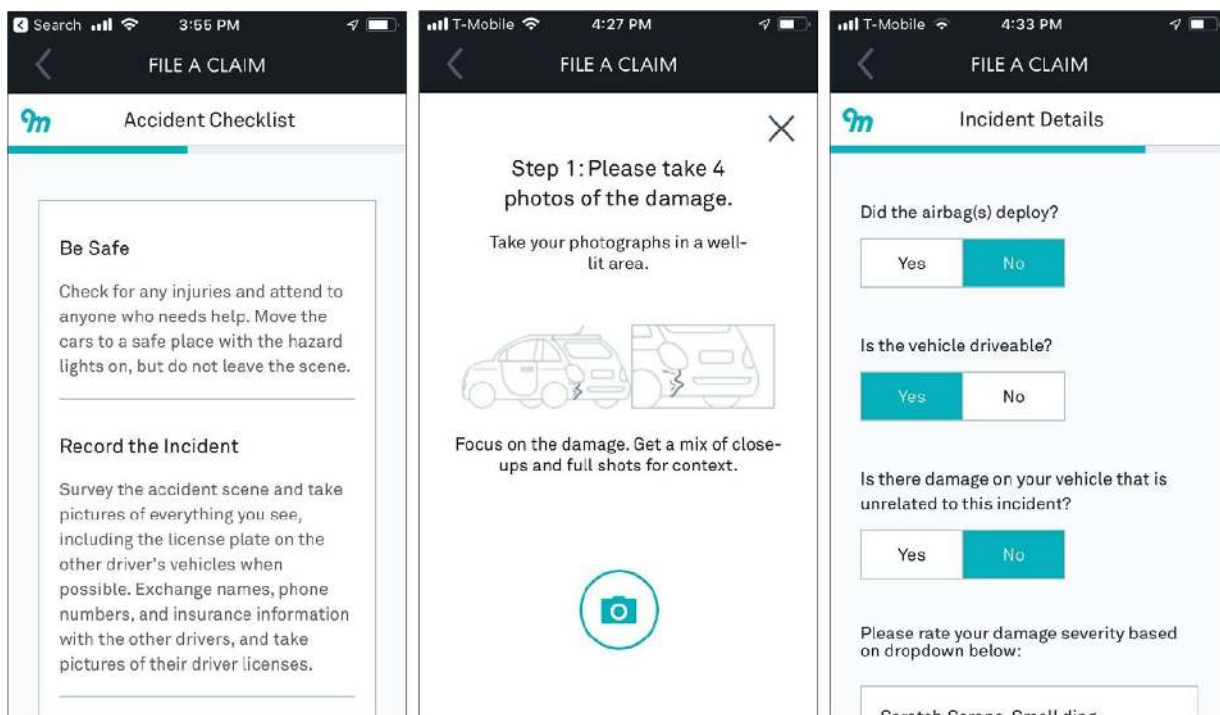 Search 3:55 PM
FILE A CLAIM
m Accident Checklist
Be Safe
Check for any injuries and attend to
anyone who needs help. Move the
cars to a safe place with the hazard
lights on, but do not leave the scene.
Record the Incident
Survey the accident scene and take
pictures of everything you see,
including the license plate on the
other driver's vehicles when
possible. Exchange names, phone
numbers, and insurance information
with the other drivers, and take
pictures of their driver licenses.
T-Mobile 4:27 PM
FILE A CLAIM
Step 1: Please take 4
photos of the damage.
Take your photographs in a well-
lit area.
Focus on the damage. Get a mix of close-
ups and full shots for context.
T-Mobile 4:33 PM
FILE A CLAIM
m Incident Details
Did the airbag(s) deploy?
Yes No
Is the vehicle driveable?
Yes No
Is there damage on your vehicle that is
unrelated to this incident?
Yes No
Please rate your damage severity based
on dropdown below:
Scratch Scrape, Small ding